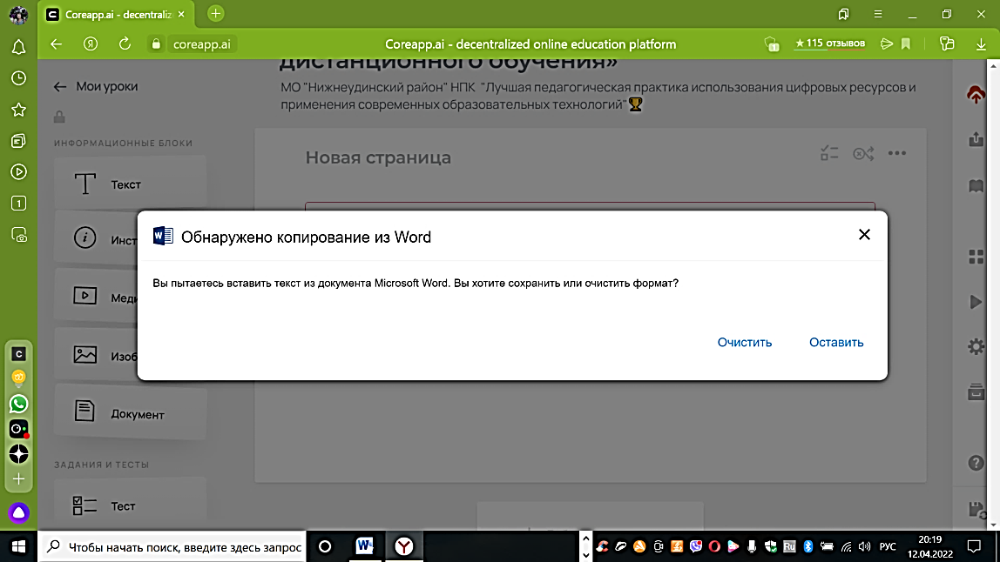 Coreapp.ai - decentraliz
coreapp.ai
Coreapp.ai - decentralized online education platform
★ 115 отзывов
дистанционного обучения»
Мои уроки
МО "Нижнеудинский район" НПК "Лучшая педагогическая практика использования цифровых ресурсов и
применения современных образовательных технологий"🏆
ИНФОРМАЦИОННЫЕ БЛОКИ
Новая страница
Текст
Инст
Меди
Изоб
Документ
Обнаружено копирование из Word
Вы пытаетесь вставить текст из документа Microsoft Word. Вы хотите сохранить или очистить формат?
Очистить
Оставить
ЗАДАНИЯ И ТЕСТЫ
Тест
Чтобы начать поиск, введите здесь запрос
Ru
РУС
20:19
12.04.2022